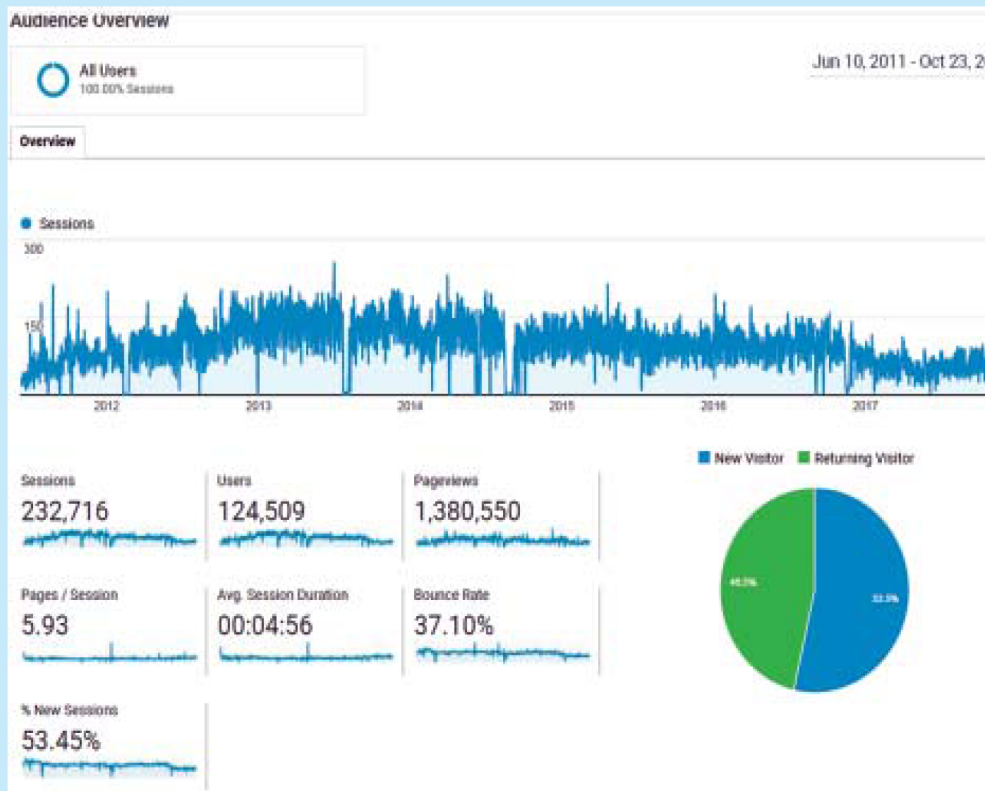 Audience Overview
All Users
100.00% Sessions
Jun 10, 2011 - Oct 23,
Overview
Sessions
300
150
2012 2013 2014 2015 2016 2017
New Visitor Returning Visitor
Sessions
232,716
Users
124,509
Pageviews
1,380,550
Pages / Session
5.93
Avg. Session Duration
00:04:56
Bounce Rate
37.10%
% New Sessions
53.45%